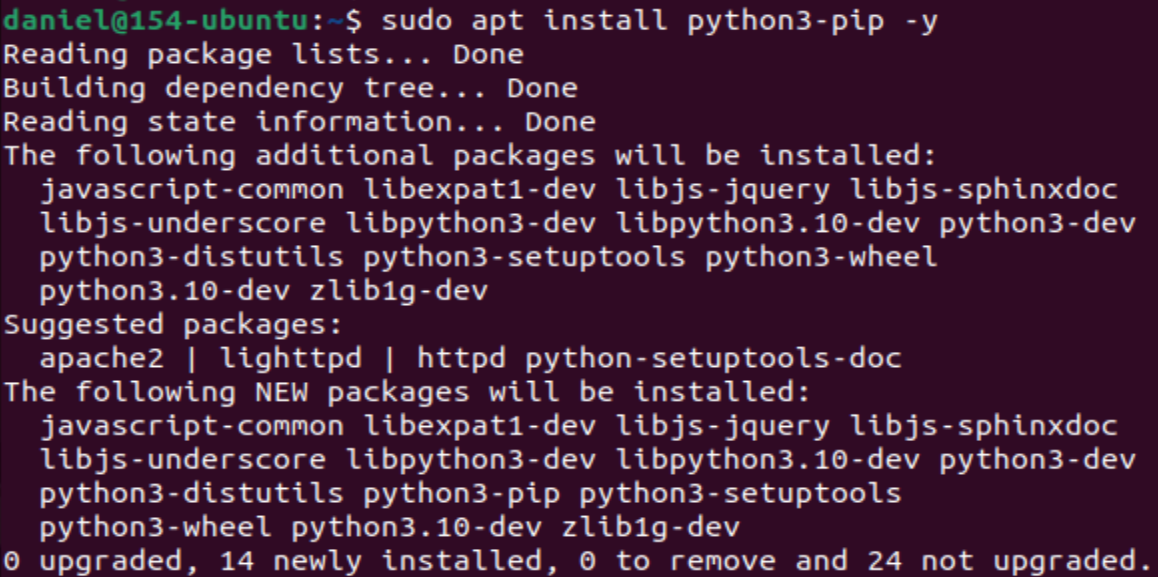 daniel@154-ubuntu:~$ sudo apt install python3-pip -y
Reading package lists... Done
Building dependency tree... Done
Reading state information... Done
The following additional packages will be installed:
  javascript-common libexpat1-dev libjs-jquery libjs-sphinxdoc
  libjs-underscore libpython3-dev libpython3.10-dev python3-dev
  python3-distutils python3-setuptools python3-wheel
  python3.10-dev zlib1g-dev
Suggested packages:
  apache2 | lighttpd | httpd python-setuptools-doc
The following NEW packages will be installed:
  javascript-common libexpat1-dev libjs-jquery libjs-sphinxdoc
  libjs-underscore libpython3-dev libpython3.10-dev python3-dev
  python3-distutils python3-pip python3-setuptools
  python3-wheel python3.10-dev zlib1g-dev
0 upgraded, 14 newly installed, 0 to remove and 24 not upgraded.